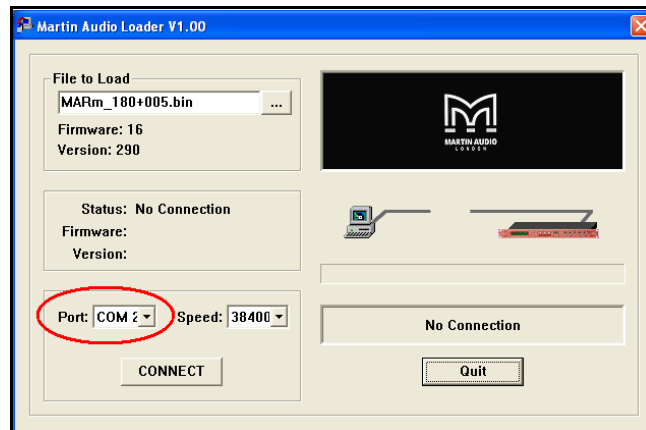 Martin Audio Loader V1.00
File to Load
MARm_180+005.bin ...
Firmware: 16
Version: 290
MARTIN AUDIO
LONDON
Status: No Connection
Firmware:
Version:
Port: COM 2 Speed: 38400
No Connection
CONNECT
Quit